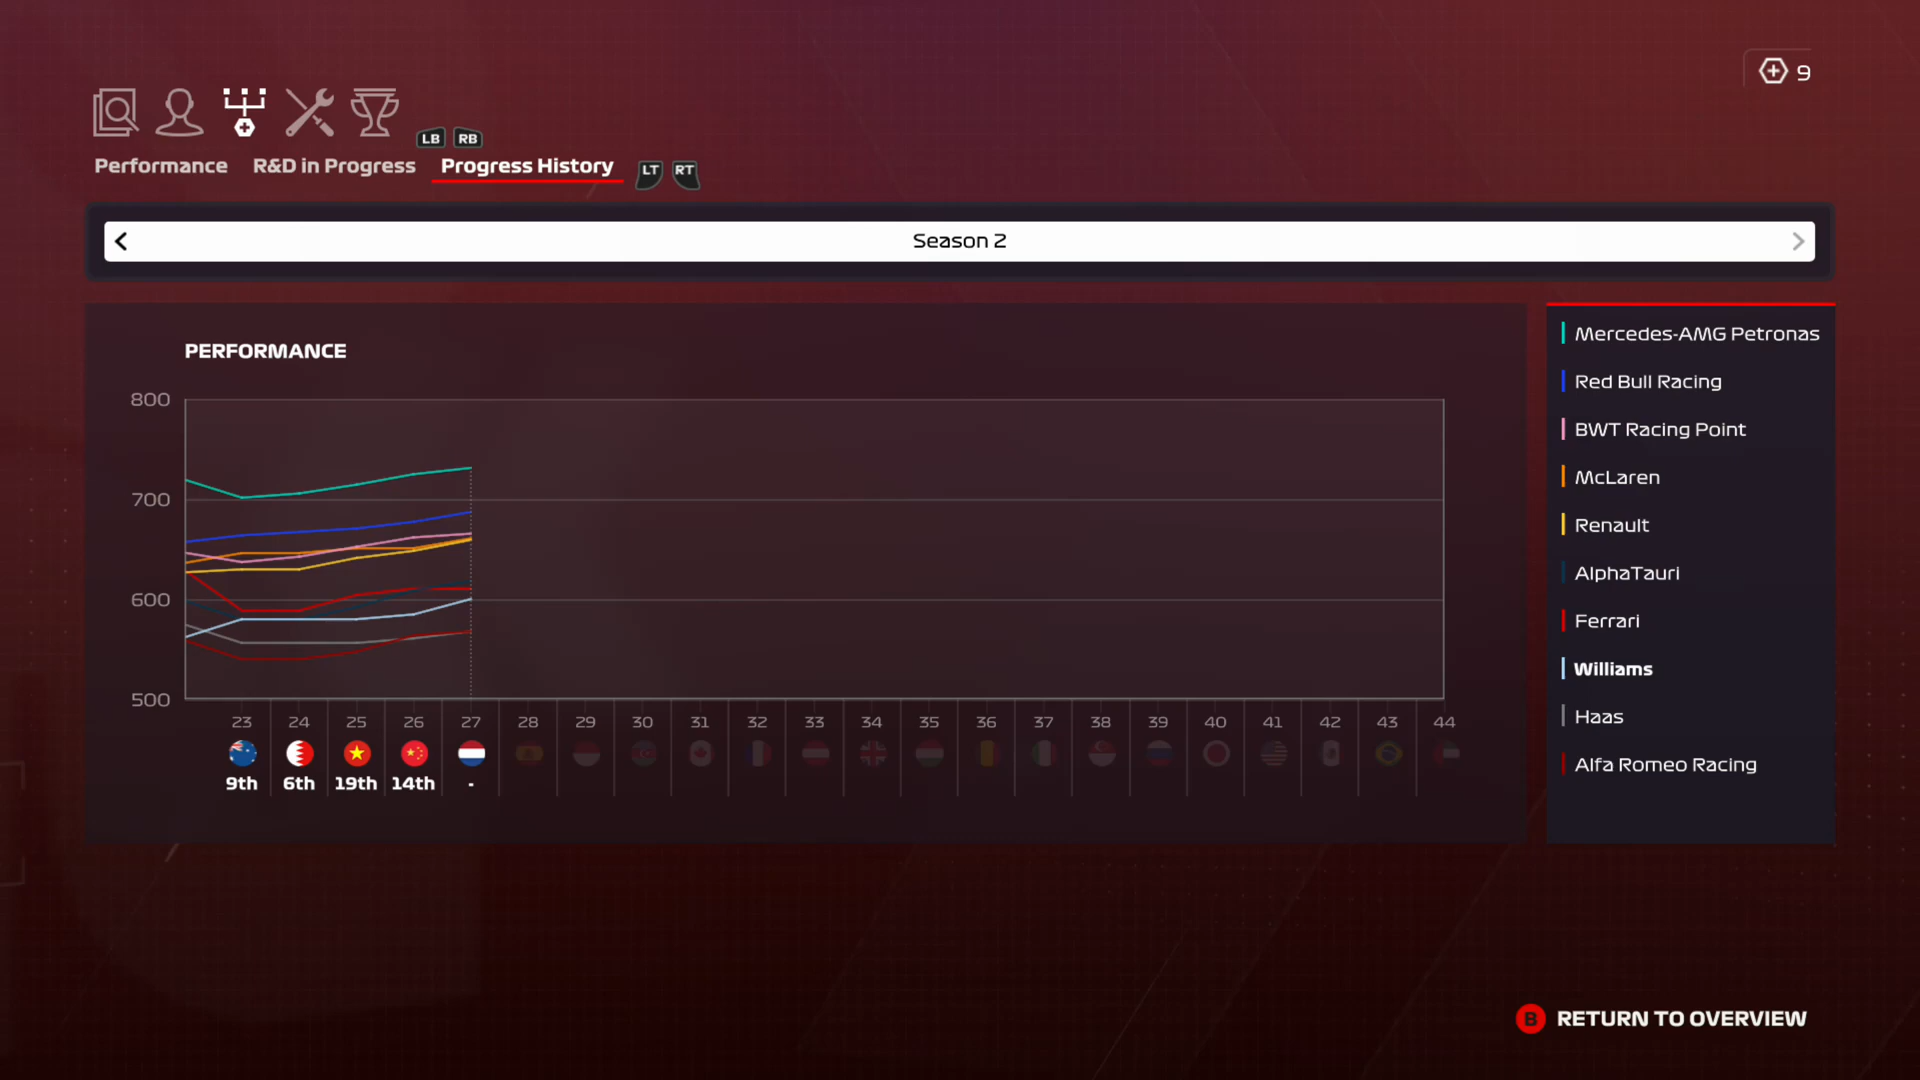 9
LB RB
Performance R&D in Progress Progress History LT RT
Season 2
PERFORMANCE
800
700
600
500
23 24 25 26 27 28 29 30 31 32 33 34 35 36 37 38 39 40 41 42 43 44
9th 6th 19th 14th -
Mercedes-AMG Petronas
Red Bull Racing
BWT Racing Point
McLaren
Renault
AlphaTauri
Ferrari
Williams
Haas
Alfa Romeo Racing
B RETURN TO OVERVIEW